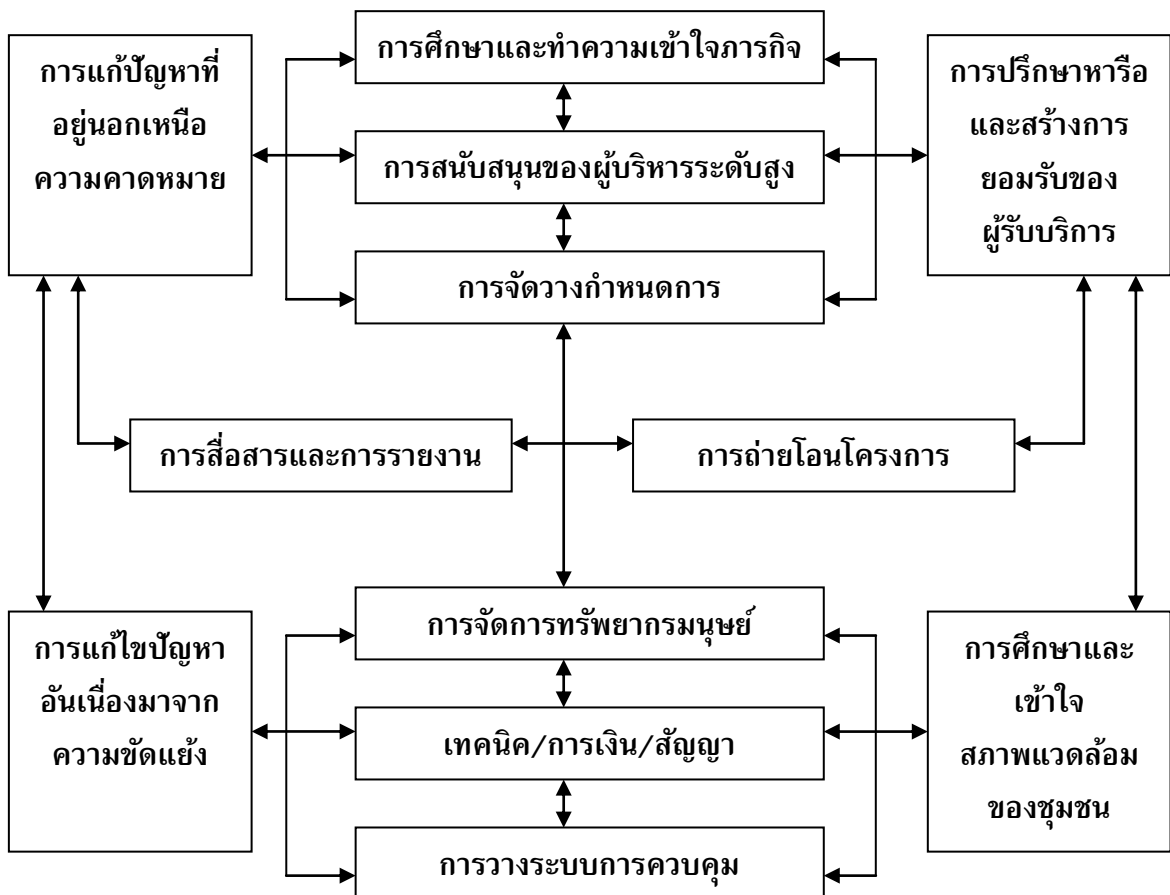 การศึกษาและทำความเข้าใจภารกิจ
การแก้ปัญหาที่
อยู่นอกเหนือ
ความคาดหมาย
การปรึกษาหารือ
และสร้างการ
ยอมรับของ
ผู้รับบริการ
การสนับสนุนของผู้บริหารระดับสูง
การจัดวางกำหนดการ
การสื่อสารและการรายงาน
การถ่ายโอนโครงการ
การจัดการทรัพยากรมนุษย์
การแก้ไขปัญหา
อันเนื่องมาจาก
ความขัดแย้ง
การศึกษาและ
เข้าใจ
สภาพแวดล้อม
ของชุมชน
เทคนิค/การเงิน/สัญญา
การวางระบบการควบคุม